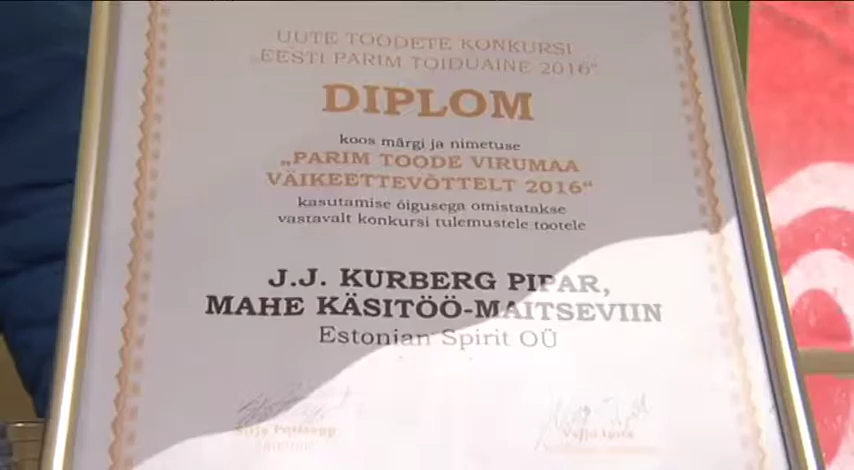 UUTE TOODETE KONKURSI
EESTI PARIM TOIDUAINE 2016“
DIPLOM
koos märgi ja nimetuse
„PARIM TOODE VIRUMAA
VÄIKEETTEVÕTTELT 2016“
kasutamise õigusega omistatakse
vastavalt konkursi tulemustele tootele
J.J. KURBERG PIPAR,
MAHE KÄSITÖÖ-MAITSEVIIN
Estonian Spirit OÜ